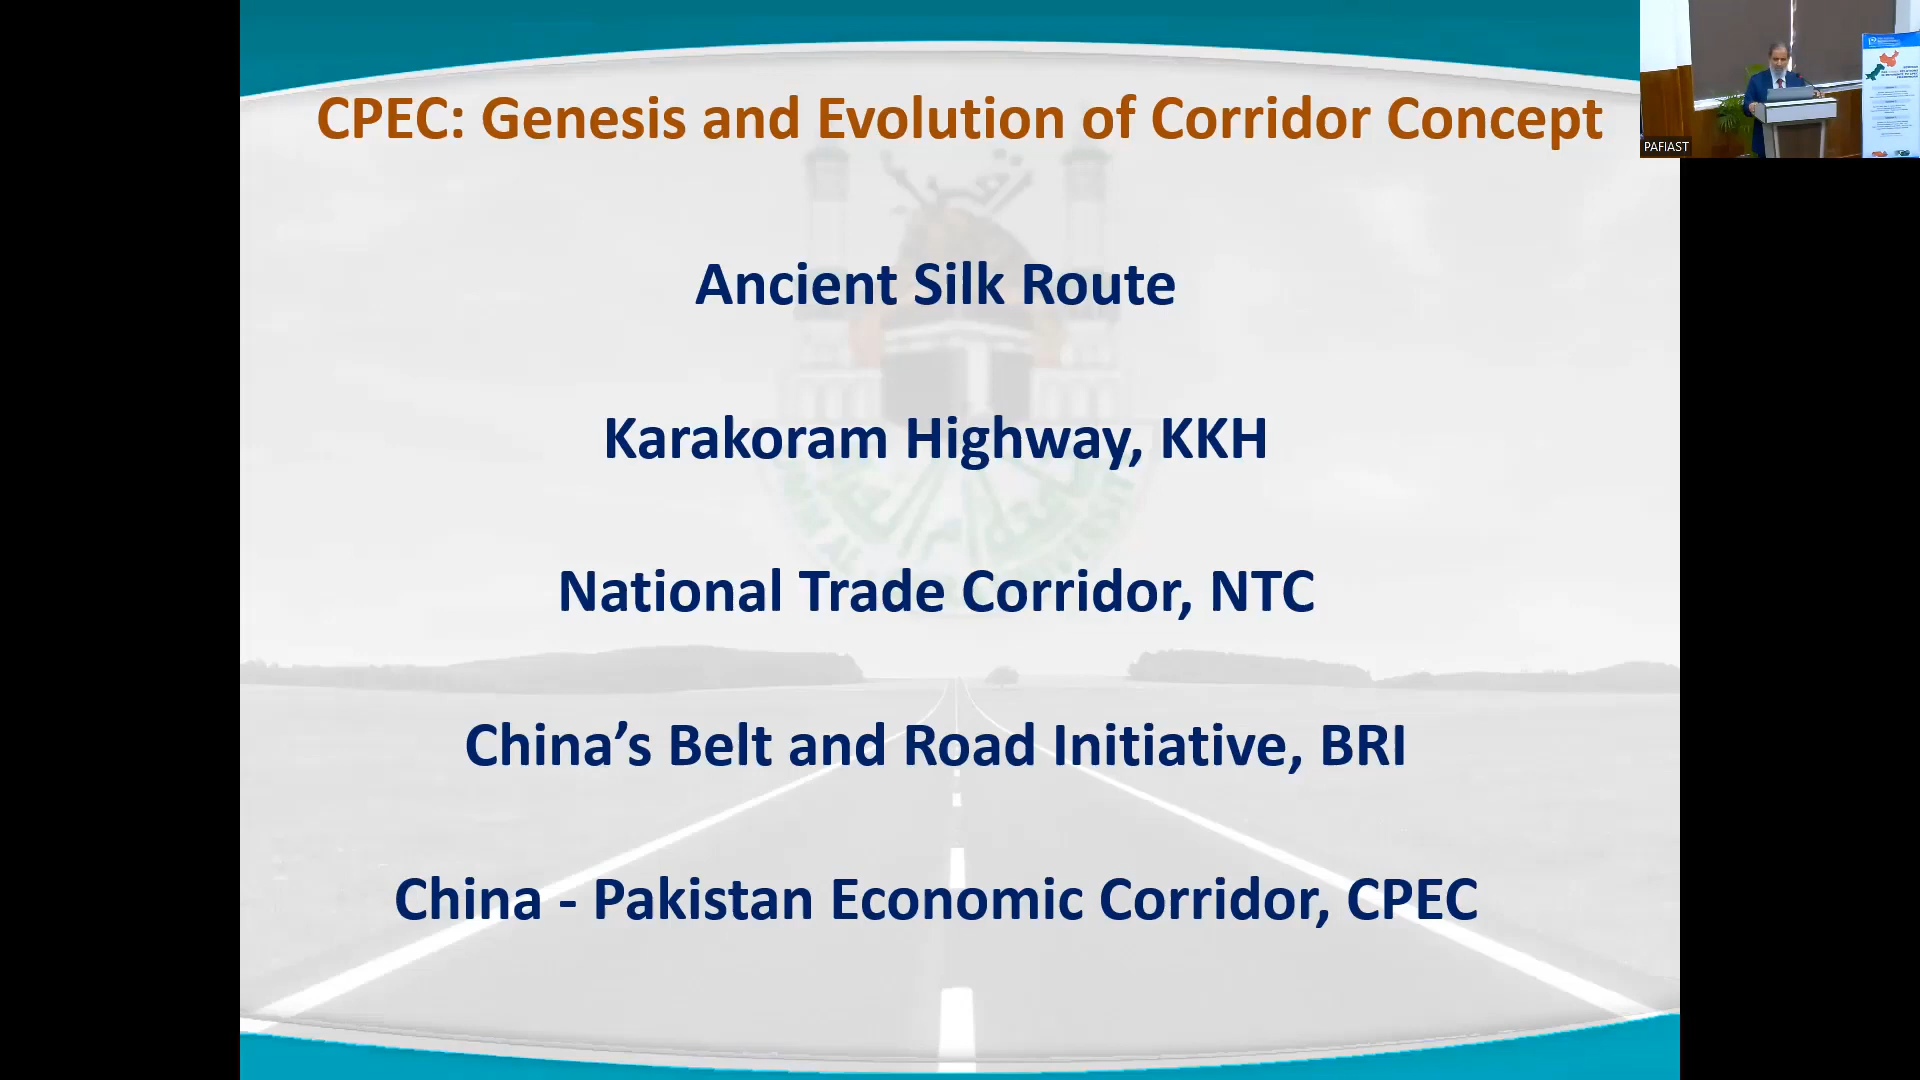 CPEC: Genesis and Evolution of Corridor Concept
PAFIAST
Ancient Silk Route
Karakoram Highway, KKH
National Trade Corridor, NTC
China’s Belt and Road Initiative, BRI
China - Pakistan Economic Corridor, CPEC